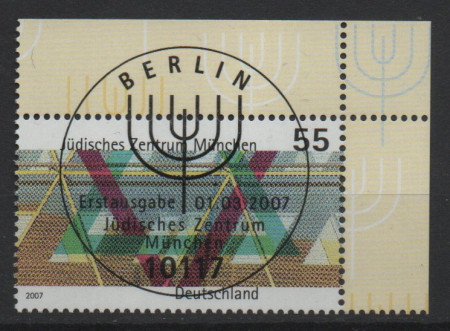 BERLIN
Jüdisches Zentrum München
55
Erstausgabe 01.03.2007
Jüdisches Zentrum
München
10117
2007
Deutschland